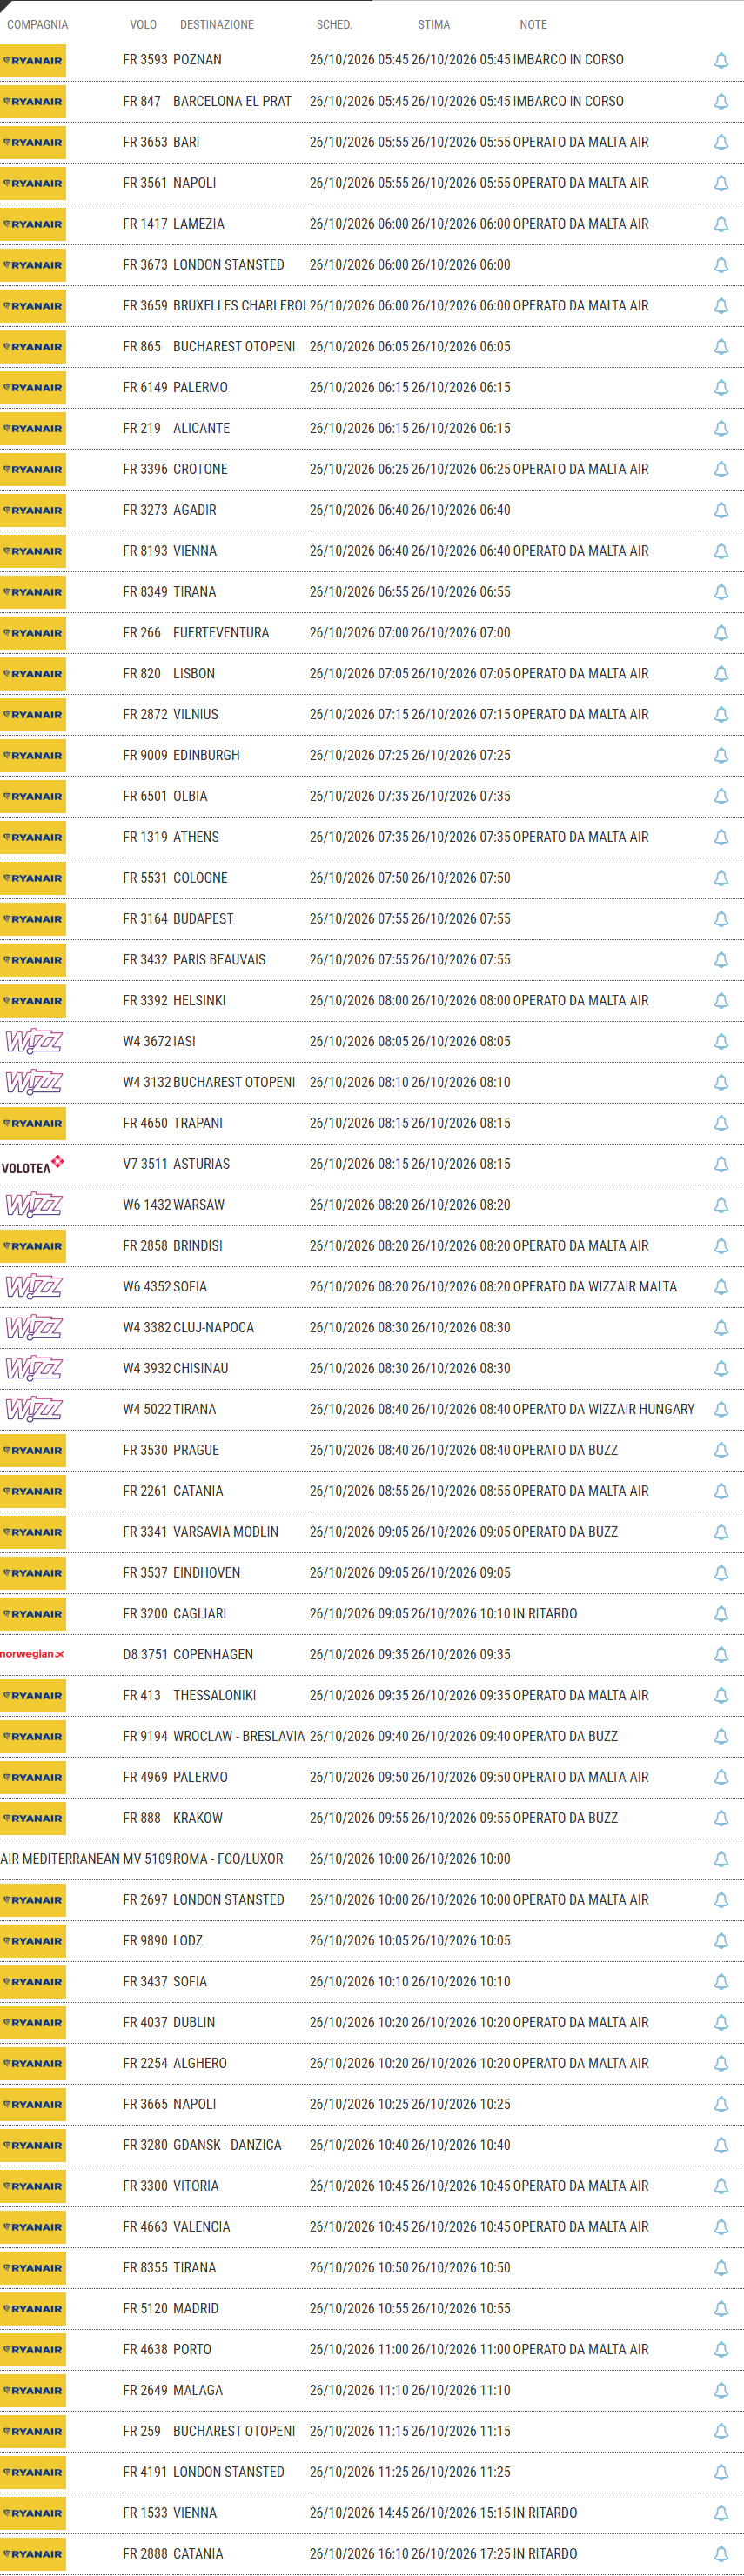 COMPAGNIA VOLO DESTINAZIONE SCHED. STIMA NOTE
RYANAIR FR 3593 POZNAN 26/10/2026 05:45 26/10/2026 05:45 IMBARCO IN CORSO
RYANAIR FR 847 BARCELONA EL PRAT 26/10/2026 05:45 26/10/2026 05:45 IMBARCO IN CORSO
RYANAIR FR 3653 BARI 26/10/2026 05:55 26/10/2026 05:55 OPERATO DA MALTA AIR
RYANAIR FR 3561 NAPOLI 26/10/2026 05:55 26/10/2026 05:55 OPERATO DA MALTA AIR
RYANAIR FR 1417 LAMEZIA 26/10/2026 06:00 26/10/2026 06:00 OPERATO DA MALTA AIR
RYANAIR FR 3673 LONDON STANSTED 26/10/2026 06:00 26/10/2026 06:00
RYANAIR FR 3659 BRUXELLES CHARLEROI 26/10/2026 06:00 26/10/2026 06:00 OPERATO DA MALTA AIR
RYANAIR FR 865 BUCHAREST OTOPENI 26/10/2026 06:05 26/10/2026 06:05
RYANAIR FR 6149 PALERMO 26/10/2026 06:15 26/10/2026 06:15
RYANAIR FR 219 ALICANTE 26/10/2026 06:15 26/10/2026 06:15
RYANAIR FR 3396 CROTONE 26/10/2026 06:25 26/10/2026 06:25 OPERATO DA MALTA AIR
RYANAIR FR 3273 AGADIR 26/10/2026 06:40 26/10/2026 06:40
RYANAIR FR 8193 VIENNA 26/10/2026 06:40 26/10/2026 06:40 OPERATO DA MALTA AIR
RYANAIR FR 8349 TIRANA 26/10/2026 06:55 26/10/2026 06:55
RYANAIR FR 266 FUERTEVENTURA 26/10/2026 07:00 26/10/2026 07:00
RYANAIR FR 820 LISBON 26/10/2026 07:05 26/10/2026 07:05 OPERATO DA MALTA AIR
RYANAIR FR 2872 VILNIUS 26/10/2026 07:15 26/10/2026 07:15 OPERATO DA MALTA AIR
RYANAIR FR 9009 EDINBURGH 26/10/2026 07:25 26/10/2026 07:25
RYANAIR FR 6501 OLBIA 26/10/2026 07:35 26/10/2026 07:35
RYANAIR FR 1319 ATHENS 26/10/2026 07:35 26/10/2026 07:35 OPERATO DA MALTA AIR
RYANAIR FR 5531 COLOGNE 26/10/2026 07:50 26/10/2026 07:50
RYANAIR FR 3164 BUDAPEST 26/10/2026 07:55 26/10/2026 07:55
RYANAIR FR 3432 PARIS BEAUVAIS 26/10/2026 07:55 26/10/2026 07:55
RYANAIR FR 3392 HELSINKI 26/10/2026 08:00 26/10/2026 08:00 OPERATO DA MALTA AIR
WIZZ W4 3672 IASI 26/10/2026 08:05 26/10/2026 08:05
WIZZ W4 3132 BUCHAREST OTOPENI 26/10/2026 08:10 26/10/2026 08:10
RYANAIR FR 4650 TRAPANI 26/10/2026 08:15 26/10/2026 08:15
VOLOTEA V7 3511 ASTURIAS 26/10/2026 08:15 26/10/2026 08:15
WIZZ W6 1432 WARSAW 26/10/2026 08:20 26/10/2026 08:20
RYANAIR FR 2858 BRINDISI 26/10/2026 08:20 26/10/2026 08:20 OPERATO DA MALTA AIR
WIZZ W6 4352 SOFIA 26/10/2026 08:20 26/10/2026 08:20 OPERATO DA WIZZAIR MALTA
WIZZ W4 3382 CLUJ-NAPOCA 26/10/2026 08:30 26/10/2026 08:30
WIZZ W4 3932 CHISINAU 26/10/2026 08:30 26/10/2026 08:30
WIZZ W4 5022 TIRANA 26/10/2026 08:40 26/10/2026 08:40 OPERATO DA WIZZAIR HUNGARY
RYANAIR FR 3530 PRAGUE 26/10/2026 08:40 26/10/2026 08:40 OPERATO DA BUZZ
RYANAIR FR 2261 CATANIA 26/10/2026 08:55 26/10/2026 08:55 OPERATO DA MALTA AIR
RYANAIR FR 3341 VARSAVIA MODLIN 26/10/2026 09:05 26/10/2026 09:05 OPERATO DA BUZZ
RYANAIR FR 3537 EINDHOVEN 26/10/2026 09:05 26/10/2026 09:05
RYANAIR FR 3200 CAGLIARI 26/10/2026 09:05 26/10/2026 10:10 IN RITARDO
norwegian D8 3751 COPENHAGEN 26/10/2026 09:35 26/10/2026 09:35
RYANAIR FR 413 THESSALONIKI 26/10/2026 09:35 26/10/2026 09:35 OPERATO DA MALTA AIR
RYANAIR FR 9194 WROCLAW - BRESLAVIA 26/10/2026 09:40 26/10/2026 09:40 OPERATO DA BUZZ
RYANAIR FR 4969 PALERMO 26/10/2026 09:50 26/10/2026 09:50 OPERATO DA MALTA AIR
RYANAIR FR 888 KRAKOW 26/10/2026 09:55 26/10/2026 09:55 OPERATO DA BUZZ
AIR MEDITERRANEAN MV 5109 ROMA - FCO/LUXOR 26/10/2026 10:00 26/10/2026 10:00
RYANAIR FR 2697 LONDON STANSTED 26/10/2026 10:00 26/10/2026 10:00 OPERATO DA MALTA AIR
RYANAIR FR 9890 LODZ 26/10/2026 10:05 26/10/2026 10:05
RYANAIR FR 3437 SOFIA 26/10/2026 10:10 26/10/2026 10:10
RYANAIR FR 4037 DUBLIN 26/10/2026 10:20 26/10/2026 10:20 OPERATO DA MALTA AIR
RYANAIR FR 2254 ALGHERO 26/10/2026 10:20 26/10/2026 10:20 OPERATO DA MALTA AIR
RYANAIR FR 3665 NAPOLI 26/10/2026 10:25 26/10/2026 10:25
RYANAIR FR 3280 GDANSK - DANZICA 26/10/2026 10:40 26/10/2026 10:40
RYANAIR FR 3300 VITORIA 26/10/2026 10:45 26/10/2026 10:45 OPERATO DA MALTA AIR
RYANAIR FR 4663 VALENCIA 26/10/2026 10:45 26/10/2026 10:45 OPERATO DA MALTA AIR
RYANAIR FR 8355 TIRANA 26/10/2026 10:50 26/10/2026 10:50
RYANAIR FR 5120 MADRID 26/10/2026 10:55 26/10/2026 10:55
RYANAIR FR 4638 PORTO 26/10/2026 11:00 26/10/2026 11:00 OPERATO DA MALTA AIR
RYANAIR FR 2649 MALAGA 26/10/2026 11:10 26/10/2026 11:10
RYANAIR FR 259 BUCHAREST OTOPENI 26/10/2026 11:15 26/10/2026 11:15
RYANAIR FR 4191 LONDON STANSTED 26/10/2026 11:25 26/10/2026 11:25
RYANAIR FR 1533 VIENNA 26/10/2026 14:45 26/10/2026 15:15 IN RITARDO
RYANAIR FR 2888 CATANIA 26/10/2026 16:10 26/10/2026 17:25 IN RITARDO